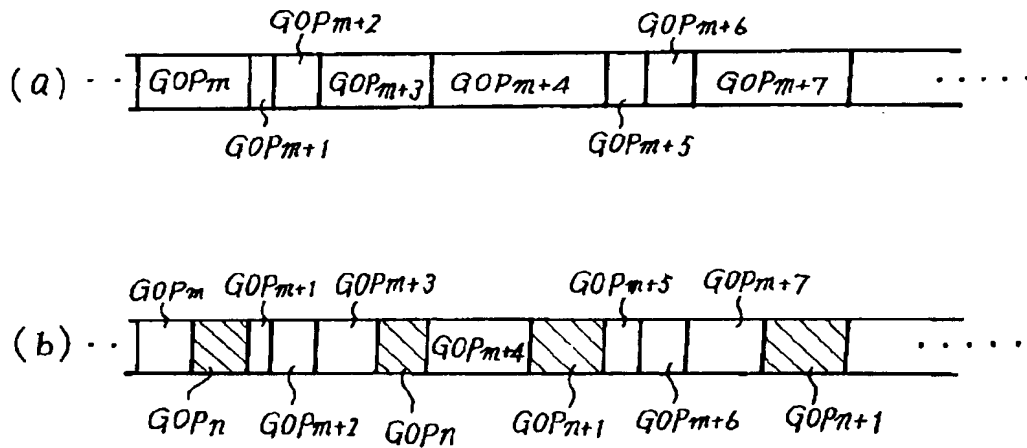 GOPm+2 GOPm+6
(a) ·· GOPm GOPm+3 GOPm+4 GOPm+7 ·····
GOPm+1 GOPm+5
GOPm GOPm+1 GOPm+3 GOPm+5 GOPm+7
(b) ·· GOPm+4 ·····
GOPn GOPm+2 GOPn GOPn+1 GOPm+6 GOPn+1